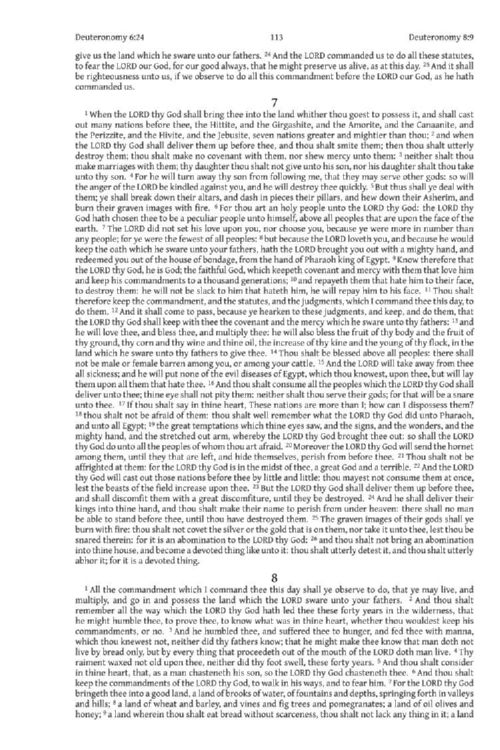 Deuteronomy 6:24 113 Deuteronomy 8:9
give us the land which he sware unto our fathers. 24 And the LORD commanded us to do all these statutes,
to fear the LORD our God, for our good always, that he might preserve us alive, as at this day. 25 And it shall
be righteousness unto us, if we observe to do all this commandment before the LORD our God, as he hath
commanded us.
7
1 When the LORD thy God shall bring thee into the land whither thou goest to possess it, and shall cast
out many nations before thee, the Hittite, and the Girgashite, and the Amorite, and the Canaanite, and
the Perizzite, and the Hivite, and the Jebusite, seven nations greater and mightier than thou; 2 and when
the LORD thy God shall deliver them up before thee, and thou shalt smite them; then thou shalt utterly
destroy them; thou shalt make no covenant with them, nor shew mercy unto them: 3 neither shalt thou
make marriages with them; thy daughter thou shalt not give unto his son, nor his daughter shalt thou take
unto thy son. 4 For he will turn away thy son from following me, that they may serve other gods: so will
the anger of the LORD be kindled against you, and he will destroy thee quickly. 5 But thus shall ye deal with
them; ye shall break down their altars, and dash in pieces their pillars, and hew down their Asherim, and
burn their graven images with fire. 6 For thou art an holy people unto the LORD thy God: the LORD thy
God hath chosen thee to be a peculiar people unto himself, above all peoples that are upon the face of the
earth. 7 The LORD did not set his love upon you, nor choose you, because ye were more in number than
any people; for ye were the fewest of all peoples: 8 but because the LORD loveth you, and because he would
keep the oath which he sware unto your fathers, hath the LORD brought you out with a mighty hand, and
redeemed you out of the house of bondage, from the hand of Pharaoh king of Egypt. 9 Know therefore that
the LORD thy God, he is God; the faithful God, which keepeth covenant and mercy with them that love him
and keep his commandments to a thousand generations; 10 and repayeth them that hate him to their face,
to destroy them: he will not be slack to him that hateth him, he will repay him to his face. 11 Thou shalt
therefore keep the commandment, and the statutes, and the judgments, which I command thee this day, to
do them. 12 And it shall come to pass, because ye hearken to these judgments, and keep, and do them, that
the LORD thy God shall keep with thee the covenant and the mercy which he sware unto thy fathers: 13 and
he will love thee, and bless thee, and multiply thee: he will also bless the fruit of thy body and the fruit of
thy ground, thy corn and thy wine and thine oil, the increase of thy kine and the young of thy flock, in the
land which he sware unto thy fathers to give thee. 14 Thou shalt be blessed above all peoples: there shall
not be male or female barren among you, or among your cattle. 15 And the LORD will take away from thee
all sickness; and he will put none of the evil diseases of Egypt, which thou knowest, upon thee, but will lay
them upon all them that hate thee. 16 And thou shalt consume all the peoples which the LORD thy God shall
deliver unto thee; thine eye shall not pity them: neither shalt thou serve their gods; for that will be a snare
unto thee. 17 If thou shalt say in thine heart, These nations are more than I; how can I dispossess them?
18 thou shalt not be afraid of them: thou shalt well remember what the LORD thy God did unto Pharaoh,
and unto all Egypt; 19 the great temptations which thine eyes saw, and the signs, and the wonders, and the
mighty hand, and the stretched out arm, whereby the LORD thy God brought thee out: so shall the LORD
thy God do unto all the peoples of whom thou art afraid. 20 Moreover the LORD thy God will send the hornet
among them, until they that are left, and hide themselves, perish from before thee. 21 Thou shalt not be
affrighted at them: for the LORD thy God is in the midst of thee, a great God and a terrible. 22 And the LORD
thy God will cast out those nations before thee by little and little: thou mayest not consume them at once,
lest the beasts of the field increase upon thee. 23 But the LORD thy God shall deliver them up before thee,
and shall discomfit them with a great discomfiture, until they be destroyed. 24 And he shall deliver their
kings into thine hand, and thou shalt make their name to perish from under heaven: there shall no man
be able to stand before thee, until thou have destroyed them. 25 The graven images of their gods shall ye
burn with fire: thou shalt not covet the silver or the gold that is on them, nor take it unto thee, lest thou be
snared therein: for it is an abomination to the LORD thy God: 26 and thou shalt not bring an abomination
into thine house, and become a devoted thing like unto it: thou shalt utterly detest it, and thou shalt utterly
abhor it; for it is a devoted thing.
8
1 All the commandment which I command thee this day shall ye observe to do, that ye may live, and
multiply, and go in and possess the land which the LORD sware unto your fathers. 2 And thou shalt
remember all the way which the LORD thy God hath led thee these forty years in the wilderness, that
he might humble thee, to prove thee, to know what was in thine heart, whether thou wouldest keep his
commandments, or no. 3 And he humbled thee, and suffered thee to hunger, and fed thee with manna,
which thou knewest not, neither did thy fathers know; that he might make thee know that man doth not
live by bread only, but by every thing that proceedeth out of the mouth of the LORD doth man live. 4 Thy
raiment waxed not old upon thee, neither did thy foot swell, these forty years. 5 And thou shalt consider
in thine heart, that, as a man chasteneth his son, so the LORD thy God chasteneth thee. 6 And thou shalt
keep the commandments of the LORD thy God, to walk in his ways, and to fear him. 7 For the LORD thy God
bringeth thee into a good land, a land of brooks of water, of fountains and depths, springing forth in valleys
and hills; 8 a land of wheat and barley, and vines and fig trees and pomegranates; a land of oil olives and
honey; 9 a land wherein thou shalt eat bread without scarceness, thou shalt not lack any thing in it; a land